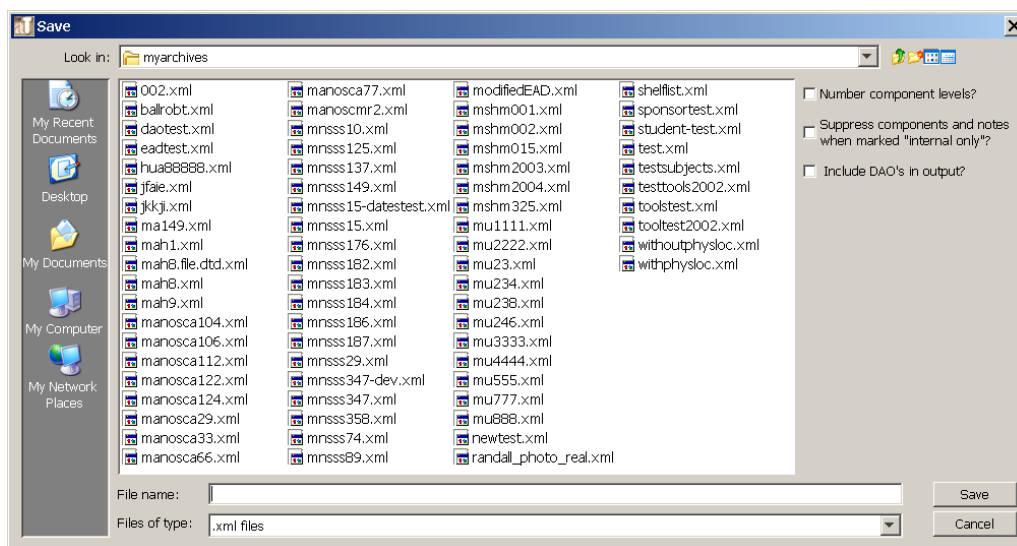 Save
Look in: myarchives
My Recent
Documents
Desktop
My Documents
My Computer
My Network
Places
002.xml
ballrobt.xml
daotest.xml
eadtest.xml
hua88888.xml
jfaie.xml
jkkji.xml
ma149.xml
mah1.xml
mah8.file.dtd.xml
mah8.xml
mah9.xml
manosca104.xml
manosca106.xml
manosca112.xml
manosca122.xml
manosca124.xml
manosca29.xml
manosca33.xml
manosca66.xml
manosca77.xml
manoscmr2.xml
mnsss10.xml
mnsss125.xml
mnsss137.xml
mnsss149.xml
mnsss15-datestest.xml
mnsss15.xml
mnsss176.xml
mnsss182.xml
mnsss183.xml
mnsss184.xml
mnsss186.xml
mnsss187.xml
mnsss29.xml
mnsss347-dev.xml
mnsss347.xml
mnsss358.xml
mnsss74.xml
mnsss89.xml
modifiedEAD.xml
mshm001.xml
mshm002.xml
mshm015.xml
mshm2003.xml
mshm2004.xml
mshm325.xml
mu1111.xml
mu2222.xml
mu23.xml
mu234.xml
mu238.xml
mu246.xml
mu3333.xml
mu4444.xml
mu555.xml
mu777.xml
mu888.xml
newtest.xml
randall_photo_real.xml
shelflist.xml
sponsortest.xml
student-test.xml
test.xml
testsubjects.xml
testtools2002.xml
toolstest.xml
tooltest2002.xml
withoutphysloc.xml
withphysloc.xml
Number component levels?
Suppress components and notes
when marked "internal only"?
Include DAO's in output?
File name:
Save
Files of type: .xml files
Cancel